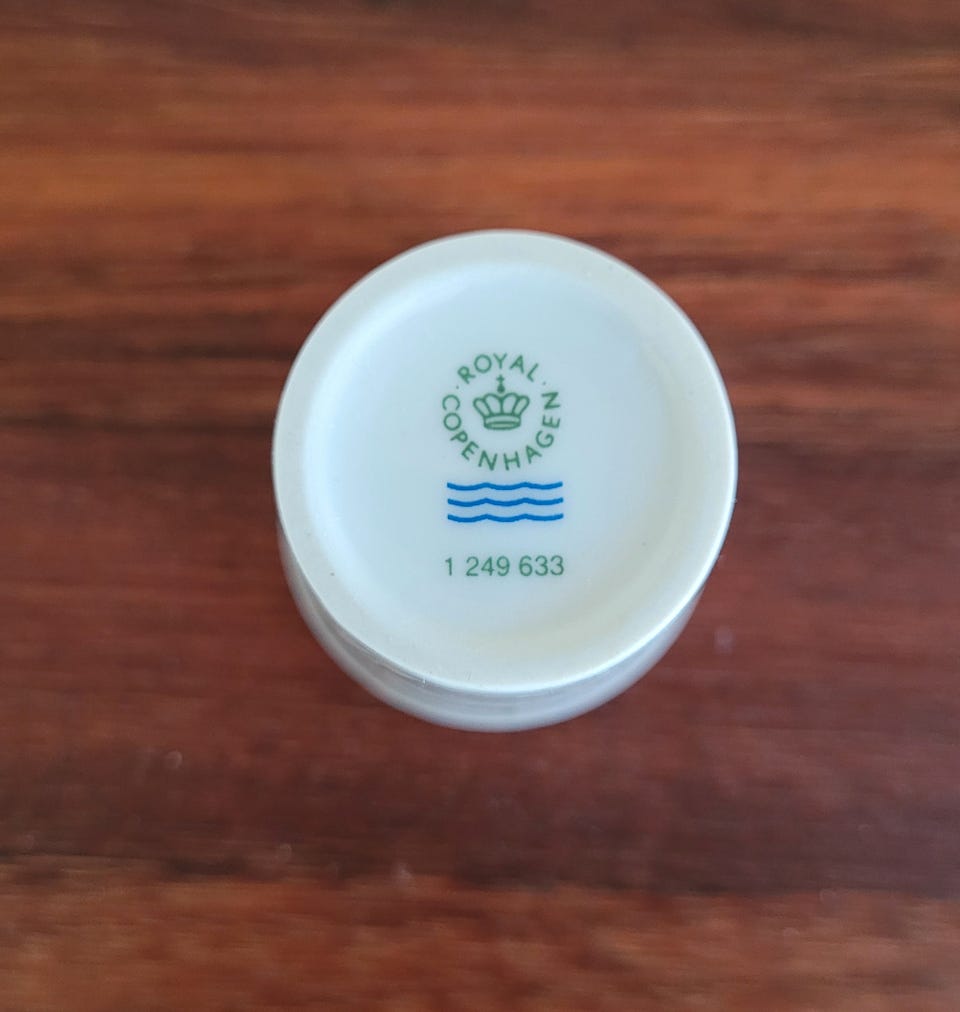 ROYAL
COPENHAGEN
1 249 633